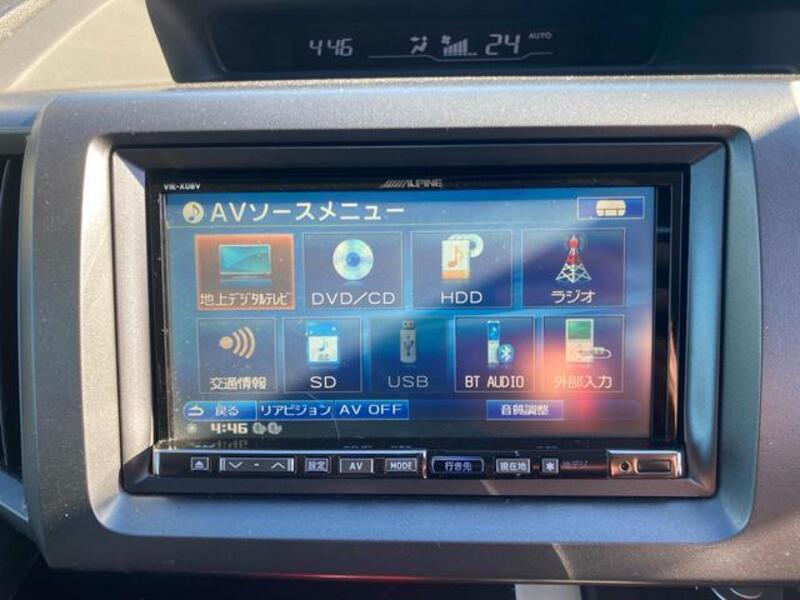 4:46 24 AUTO
VIE-X08V ALPINE
AVソースメニュー
地上デジタルテレビ DVD/CD HDD ラジオ
交通情報 SD USB BT AUDIO 外部入力
戻る リアビジョン AV OFF 音質調整
4:46
設定 AV MODE 行き先 現在地 ✱